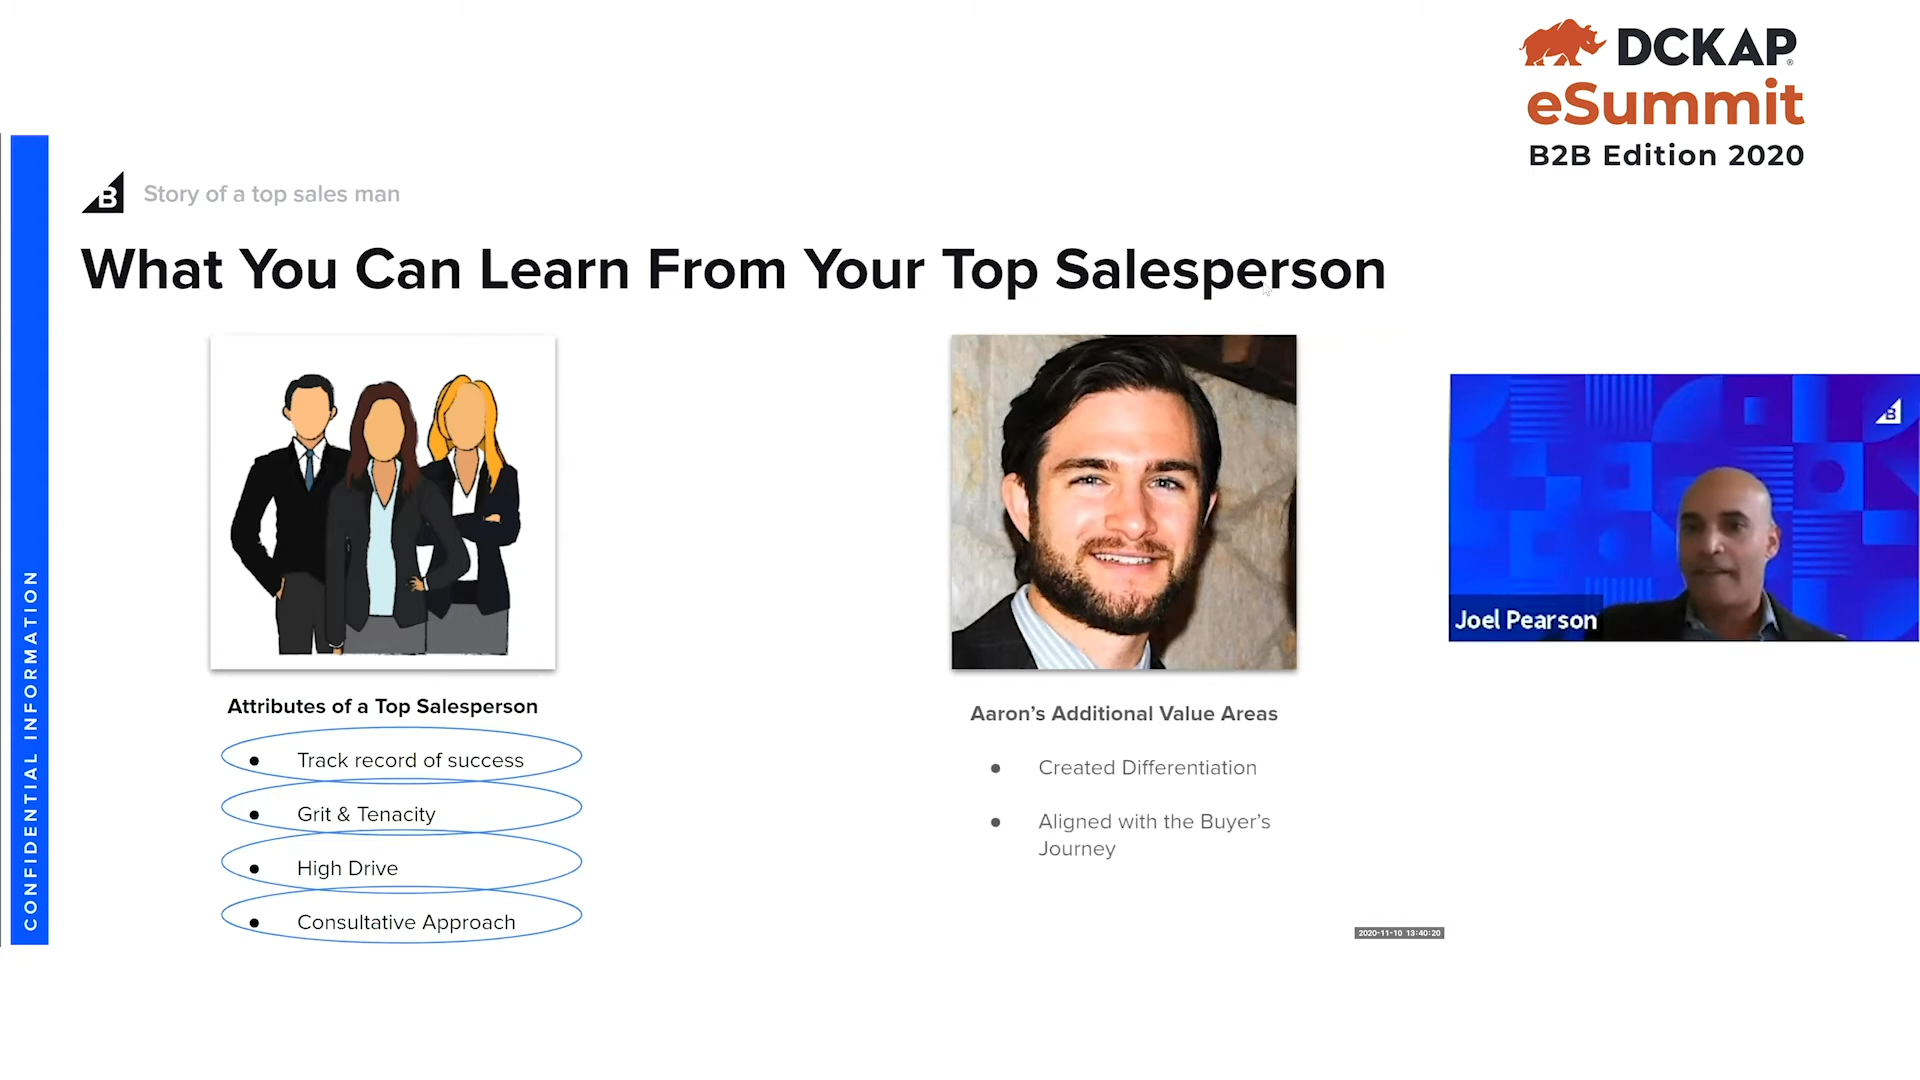 DCKAP®
eSummit
B2B Edition 2020
B Story of a top sales man
What You Can Learn From Your Top Salesperson
CONFIDENTIAL INFORMATION
B
Joel Pearson
Attributes of a Top Salesperson
● Track record of success
● Grit & Tenacity
● High Drive
● Consultative Approach
Aaron’s Additional Value Areas
● Created Differentiation
● Aligned with the Buyer’s
Journey
2020-11-10 13:40:20